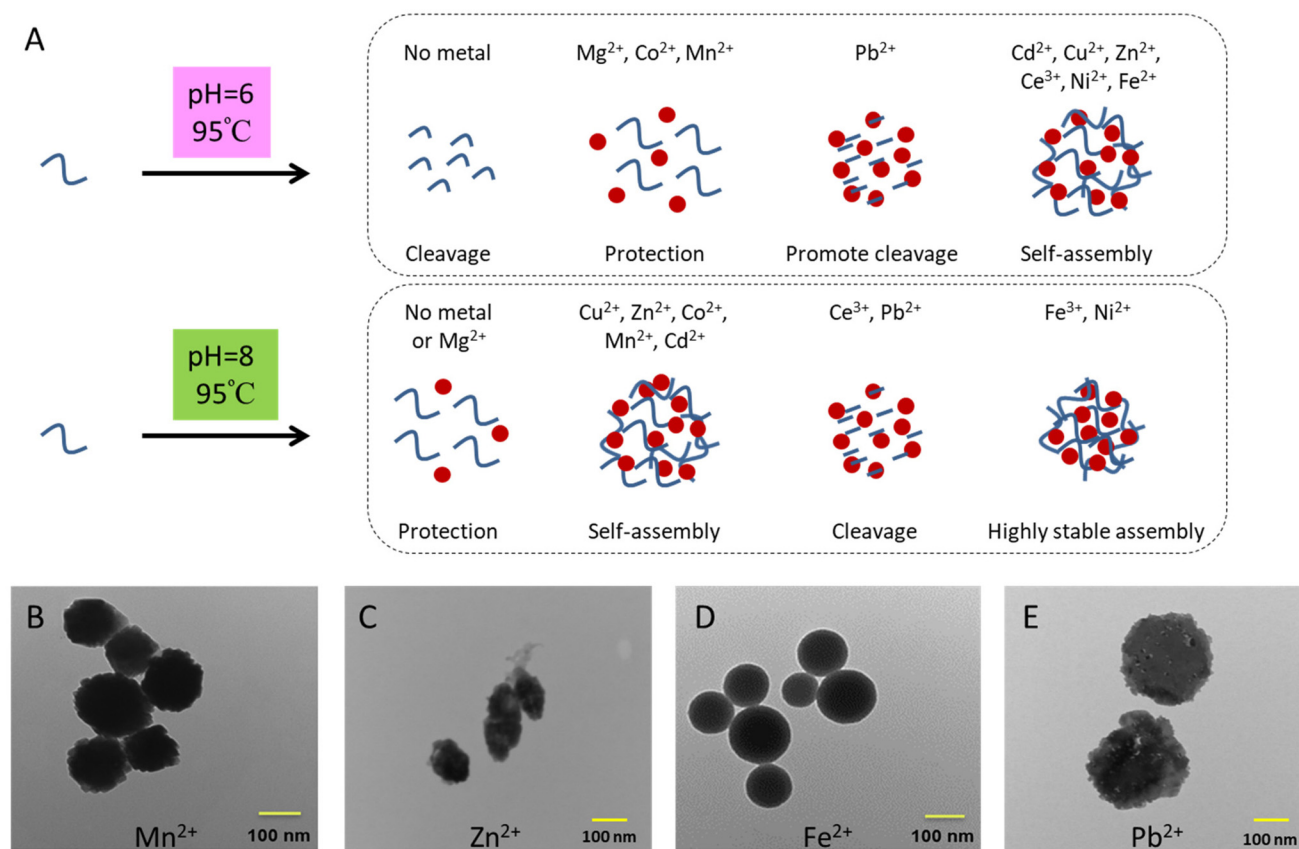 A
pH=6
95℃
No metal
Mg²⁺, Co²⁺, Mn²⁺
Pb²⁺
Cd²⁺, Cu²⁺, Zn²⁺,
Ce³⁺, Ni²⁺, Fe²⁺
Cleavage
Protection
Promote cleavage
Self-assembly
pH=8
95℃
No metal
or Mg²⁺
Cu²⁺, Zn²⁺, Co²⁺,
Mn²⁺, Cd²⁺
Ce³⁺, Pb²⁺
Fe³⁺, Ni²⁺
Protection
Self-assembly
Cleavage
Highly stable assembly
B
Mn²⁺
100 nm
C
Zn²⁺
100 nm
D
Fe²⁺
100 nm
E
Pb²⁺
100 nm